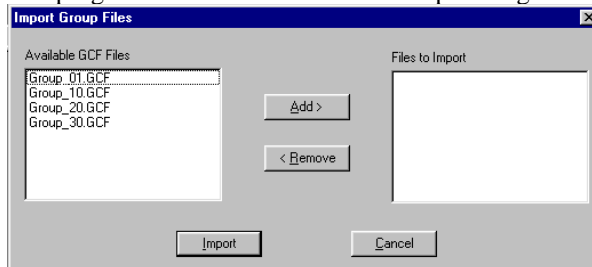 Import Group Files
Available GCF Files
Files to Import
Group_01.GCF
Group_10.GCF
Group_20.GCF
Group_30.GCF
Add >
< Remove
Import
Cancel